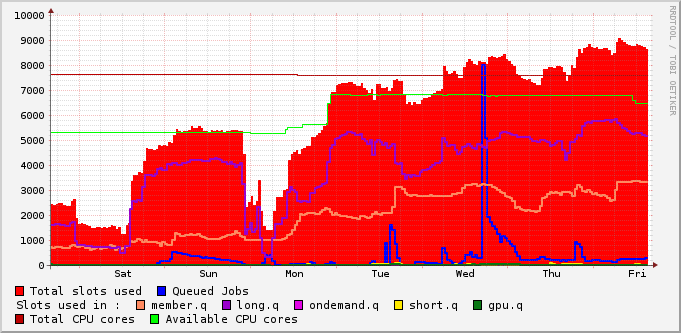 RRDTOOL / TOBI OETIKER
10000
9000
8000
7000
6000
5000
4000
3000
2000
1000
0
Sat Sun Mon Tue Wed Thu Fri
Total slots used Queued Jobs
Slots used in : member.q long.q ondemand.q short.q gpu.q
Total CPU cores Available CPU cores